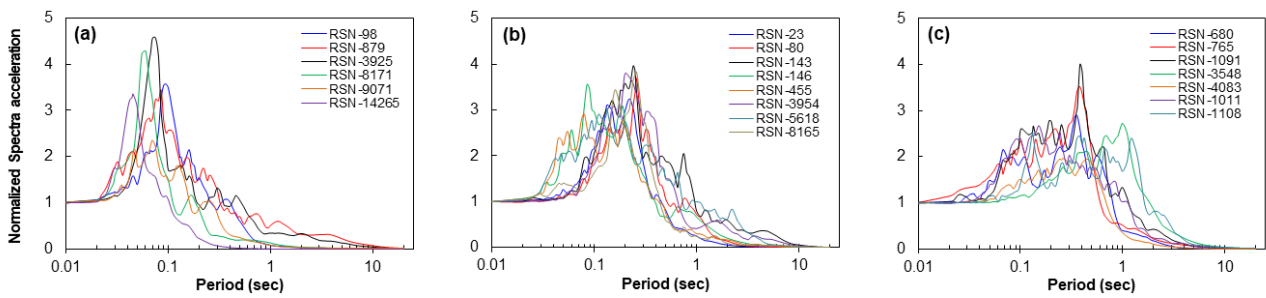 Normalized Spectra acceleration
(a)
5
4
3
2
1
0
0.01
0.1
1
10
Period (sec)
RSN-98
RSN-879
RSN-3925
RSN-8171
RSN-9071
RSN-14265
(b)
5
4
3
2
1
0
0.01
0.1
1
10
Period (sec)
RSN-23
RSN-80
RSN-143
RSN-146
RSN-455
RSN-3954
RSN-5618
RSN-8165
(c)
5
4
3
2
1
0
0.01
0.1
1
10
Period (sec)
RSN-680
RSN-765
RSN-1091
RSN-3548
RSN-4083
RSN-1011
RSN-1108